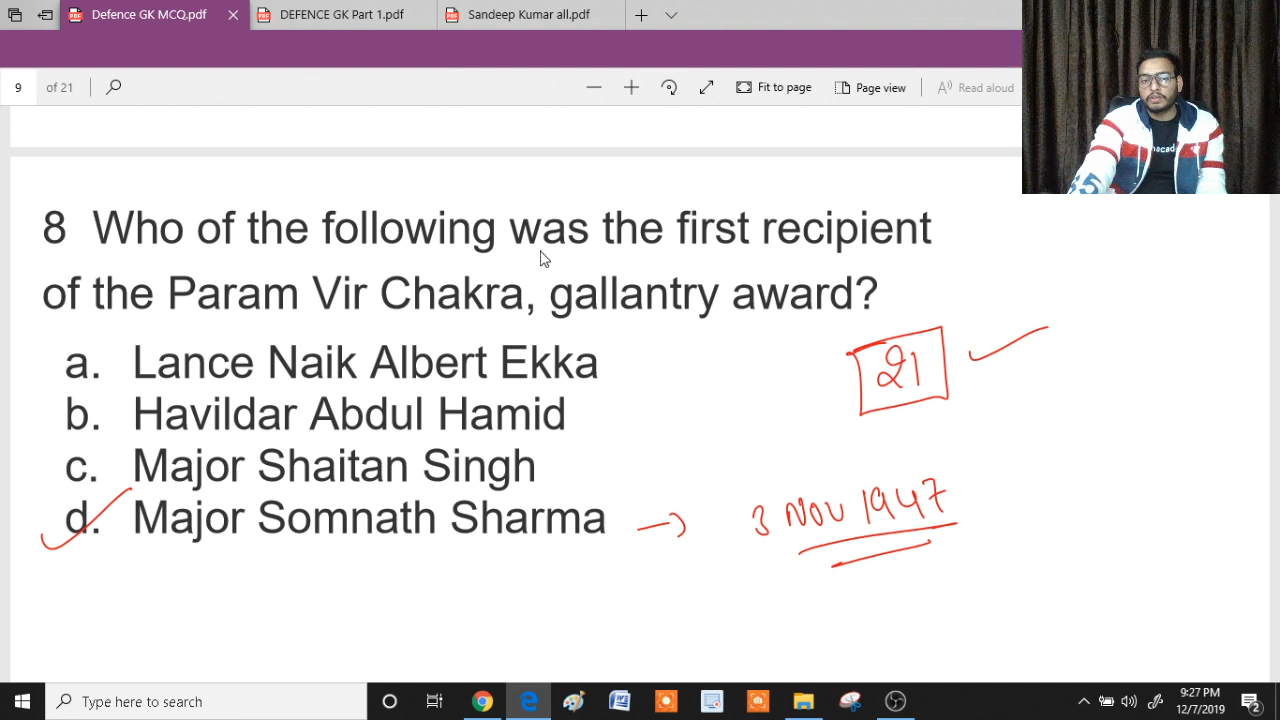 Defence GK MCQ.pdf
DEFENCE GK Part 1.pdf
Sandeep Kumar all.pdf
9 of 21
Fit to page
Page view
Read aloud
8 Who of the following was the first recipient
of the Param Vir Chakra, gallantry award?
a. Lance Naik Albert Ekka
21
b. Havildar Abdul Hamid
c. Major Shaitan Singh
d. Major Somnath Sharma
3 Nov 1947
Type here to search
9:27 PM
12/7/2019
2